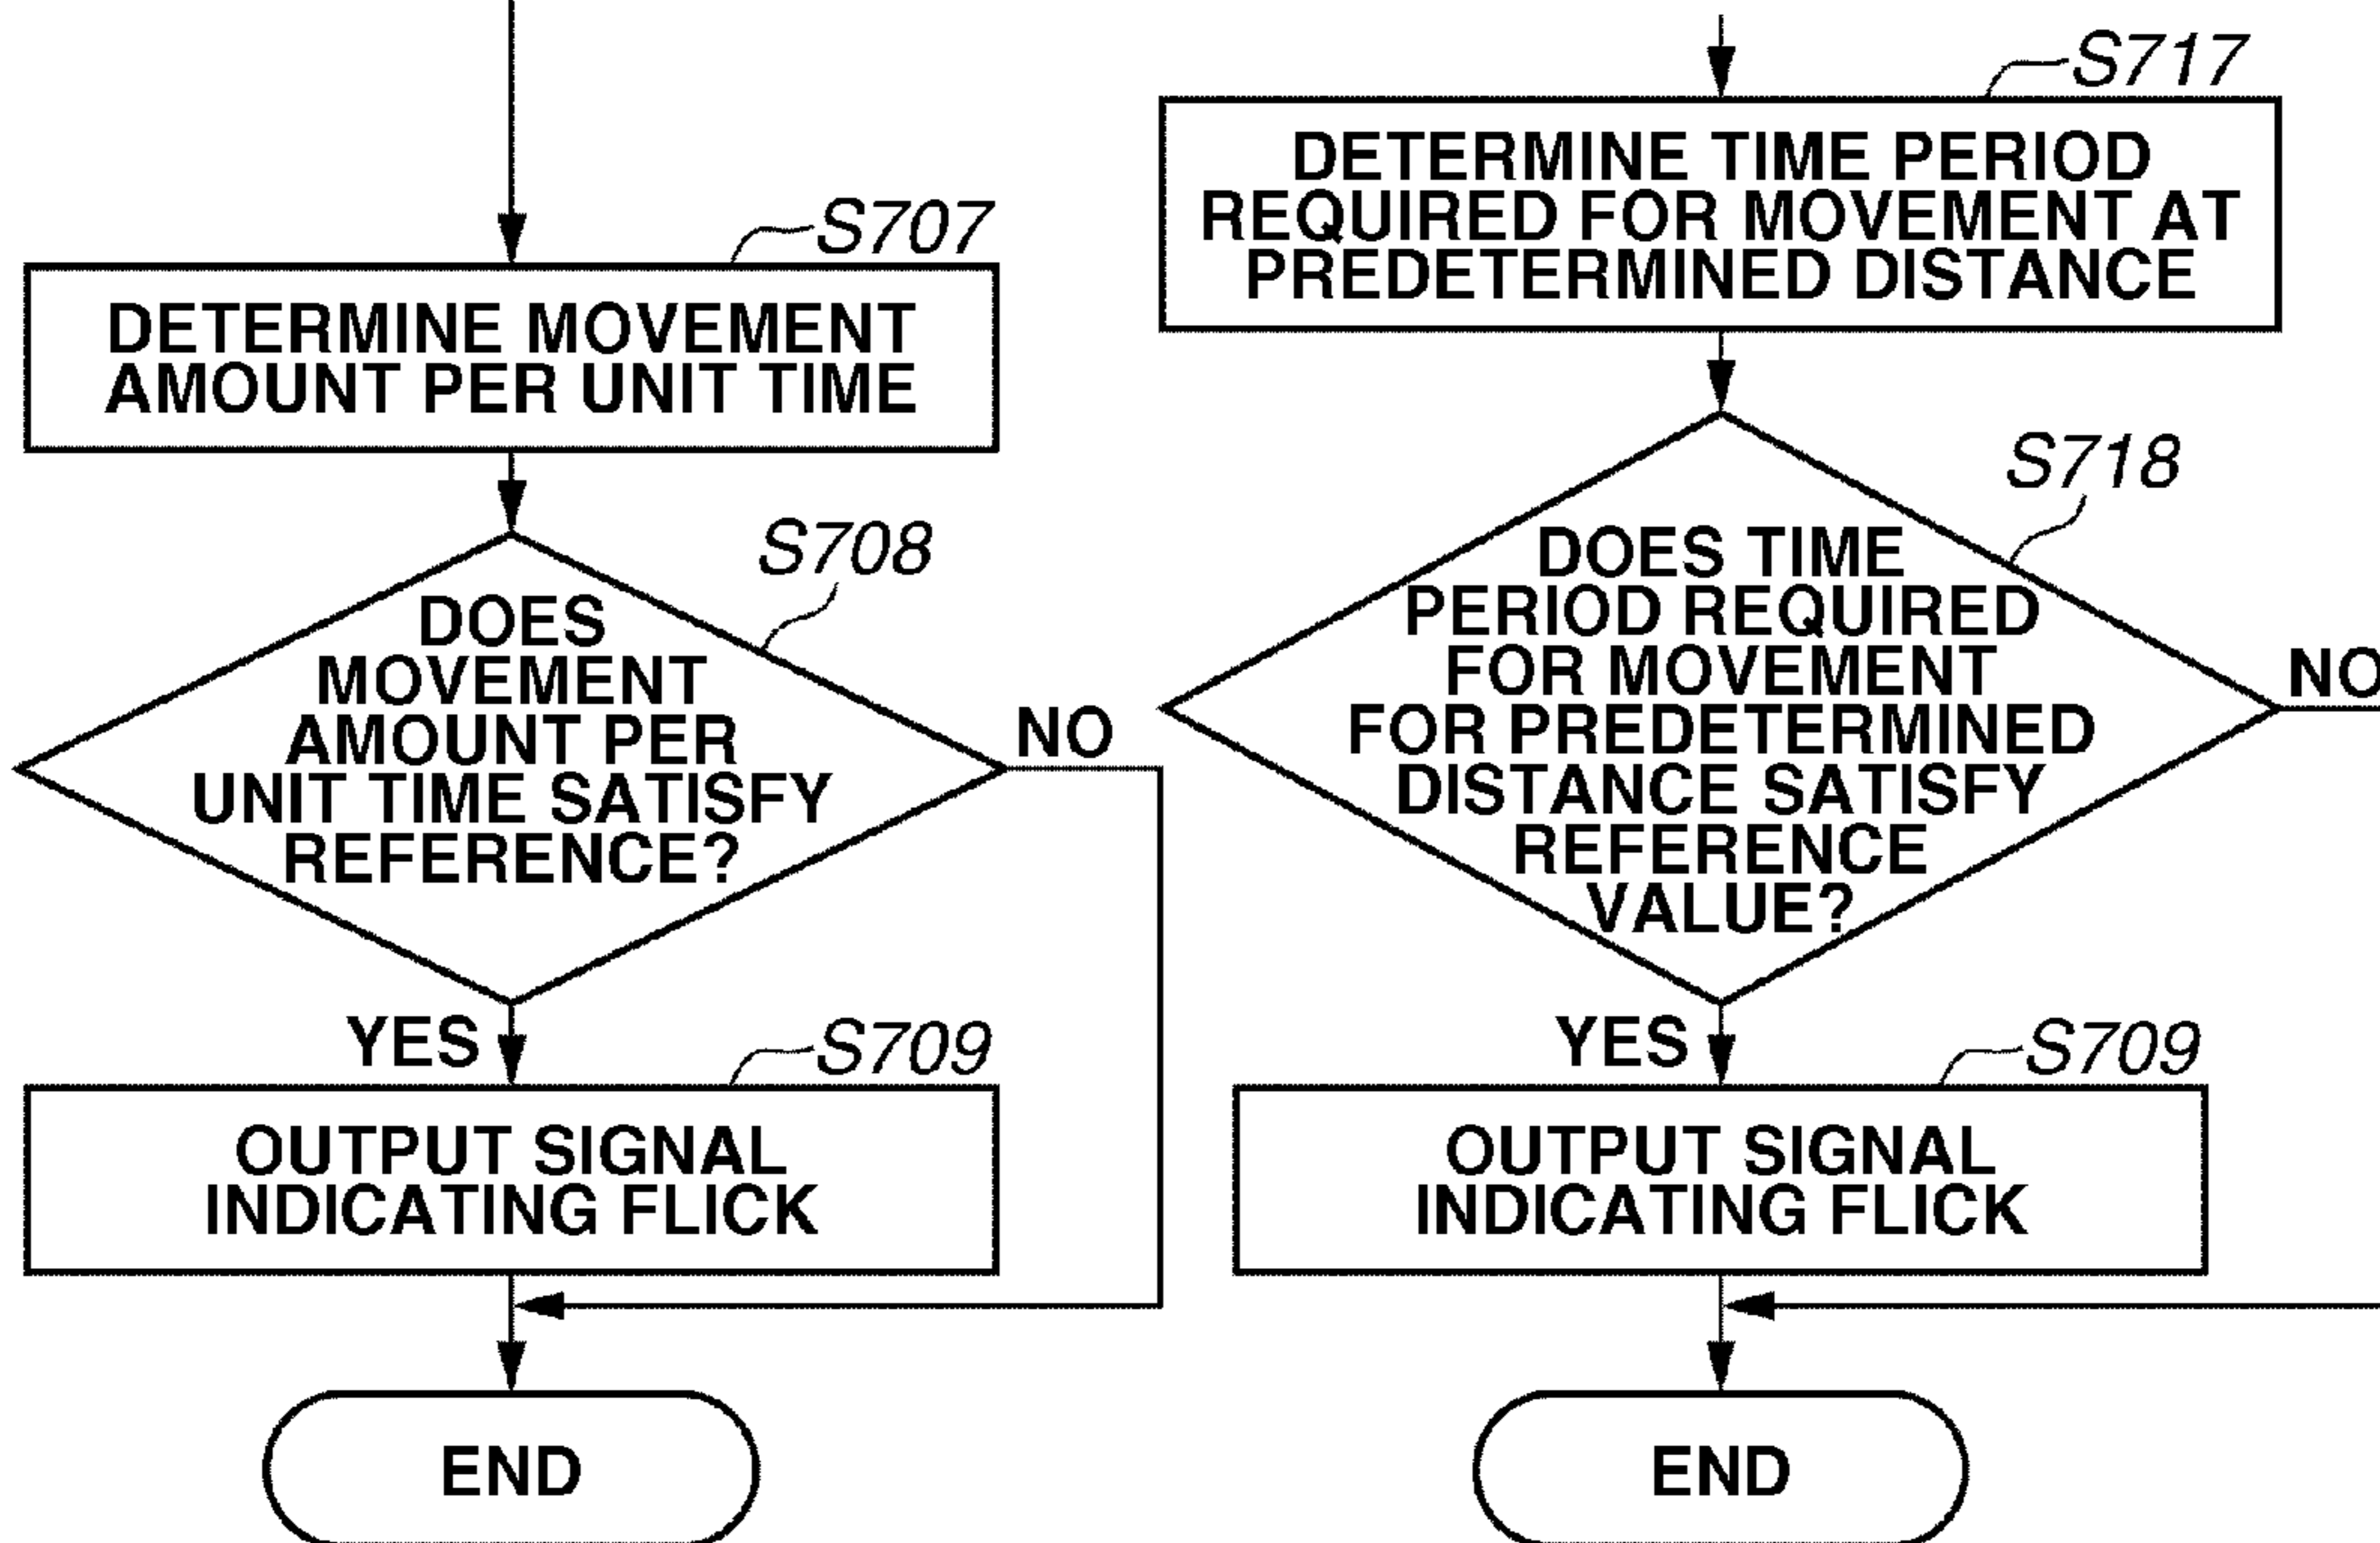 S707
DETERMINE MOVEMENT
AMOUNT PER UNIT TIME
S708
DOES
MOVEMENT
AMOUNT PER
UNIT TIME SATISFY
REFERENCE?
NO
YES
S709
OUTPUT SIGNAL
INDICATING FLICK
END
S717
DETERMINE TIME PERIOD
REQUIRED FOR MOVEMENT AT
PREDETERMINED DISTANCE
S718
DOES TIME
PERIOD REQUIRED
FOR MOVEMENT
FOR PREDETERMINED
DISTANCE SATISFY
REFERENCE
VALUE?
NO
YES
S709
OUTPUT SIGNAL
INDICATING FLICK
END